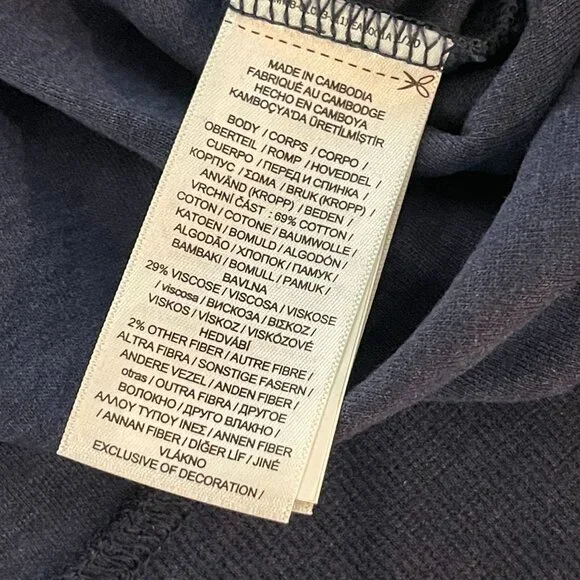 MADE IN CAMBODIA
FABRIQUÉ AU CAMBODGE
HECHO EN CAMBOYA
KAMBOÇYA'DA ÜRETİLMİŞTİR
BODY / CORPS / CORPO /
OBERTEIL / ROMP / HOVEDDEL /
CUERPO / ПЕРЕД И СПИНКА /
КОРПУС / ΣΩΜΑ / BRUK (KROPP) /
ANVÄND (KROPP) / BEDEN /
VRCHNÍ ČÁST : 69% COTTON /
COTON / COTONE / BAUMWOLLE /
KATOEN / BOMULD / ALGODÓN /
ALGODÃO / ХЛОПОК / ПАМУК /
BAMBAKI / BOMULL / PAMUK /
BAVLNA
29% VISCOSE / VISCOSA / VISKOSE
/ viscosa / ВИСКОЗА / ΒΙΣΚΟΖ /
VISKOS / VİSKOZ / VISKÓZOVÉ
HEDVÁBÍ
2% OTHER FIBER / AUTRE FIBRE /
ALTRA FIBRA / SONSTIGE FASERN /
ANDERE VEZEL / ANDEN FIBER /
otras / OUTRA FIBRA / ДРУГОЕ
ВОЛОКНО / ДРУГО ВЛАКНО /
ΑΛΛΟΥ ΤΥΠΟΥ ΙΝΕΣ / ANNEN FIBER
/ ANNAN FIBER / DİĞER LİF / JINÉ
VLÁKNO
EXCLUSIVE OF DECORATION /